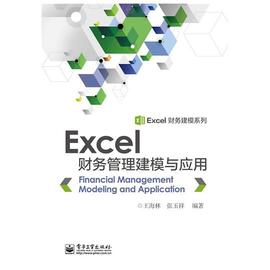 Excel 财务建模系列
Excel
财务管理建模与应用
Financial Management
Modeling and Application
王海林 张玉祥 编著
电子工业出版社